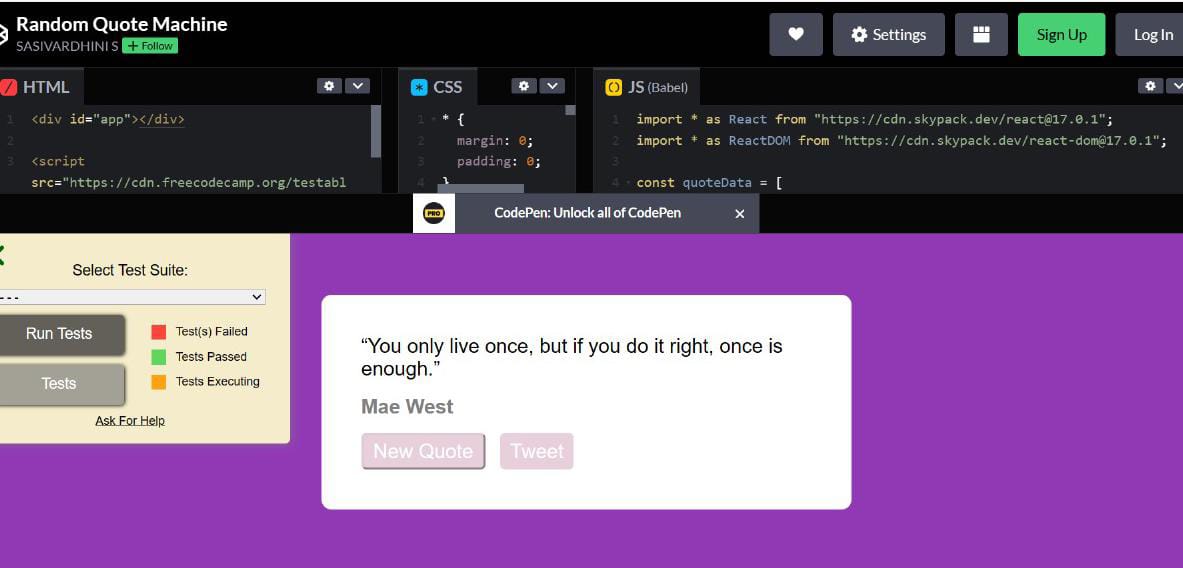 Random Quote Machine
SASIVARDHINI S + Follow
Settings
Sign Up
Log In
/ HTML
* CSS
() JS (Babel)
1 <div id="app"></div>
2
3 <script
src="https://cdn.freecodecamp.org/testabl
1 * {
2 margin: 0;
3 padding: 0;
4 }
1 import * as React from "https://cdn.skypack.dev/react@17.0.1";
2 import * as ReactDOM from "https://cdn.skypack.dev/react-dom@17.0.1";
3
4 const quoteData = [
PRO CodePen: Unlock all of CodePen ×
Select Test Suite:
---
Run Tests
Tests
Test(s) Failed
Tests Passed
Tests Executing
Ask For Help
“You only live once, but if you do it right, once is
enough.”
Mae West
New Quote
Tweet